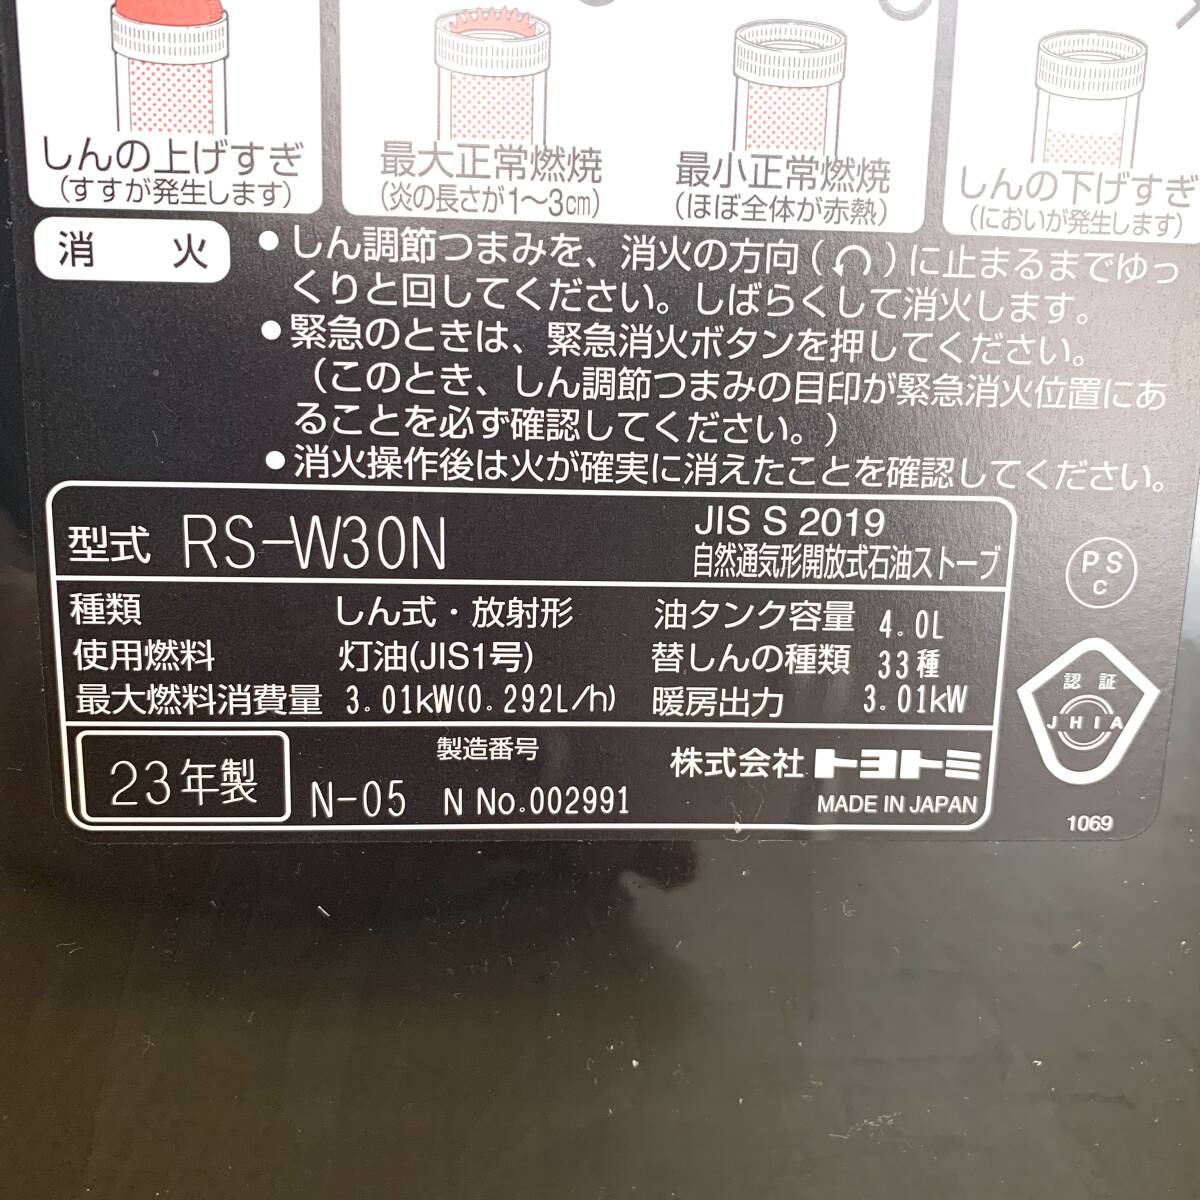 しんの上げすぎ
(すすが発生します)
最大正常燃焼
(炎の長さが1～3cm)
最小正常燃焼
(ほぼ全体が赤熱)
しんの下げすぎ
(においが発生します)
消火
●しん調節つまみを、消火の方向(↶)に止まるまでゆっ
くりと回してください。しばらくして消火します。
●緊急のときは、緊急消火ボタンを押してください。
(このとき、しん調節つまみの目印が緊急消火位置にあ
ることを必ず確認してください。)
●消火操作後は火が確実に消えたことを確認してください。
型式 RS-W30N
JIS S 2019
自然通気形開放式石油ストーブ
種類 しん式・放射形 油タンク容量 4.0L
使用燃料 灯油(JIS1号) 替しんの種類 33種
最大燃料消費量 3.01kW(0.292L/h) 暖房出力 3.01kW
23年製
製造番号
N-05 N No.002991
株式会社トヨトミ
MADE IN JAPAN
PS
C
認証
JHIA
1069